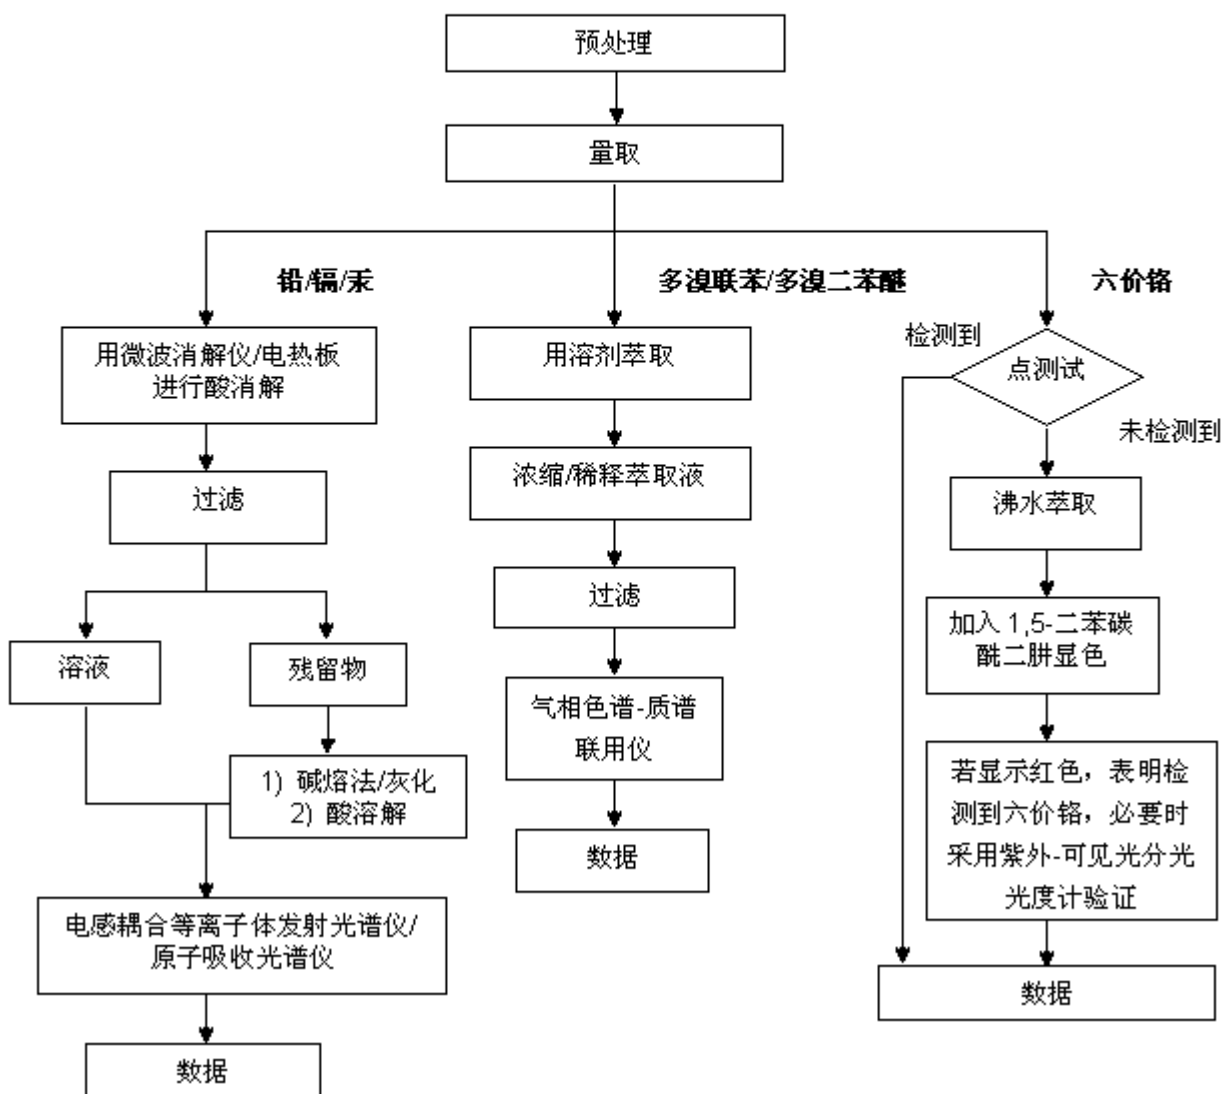 预处理
量取
铅/镉/汞
多溴联苯/多溴二苯醚
六价铬
用微波消解仪/电热板
进行酸消解
过滤
溶液
残留物
1) 碱熔法/灰化
2) 酸溶解
电感耦合等离子体发射光谱仪/
原子吸收光谱仪
数据
用溶剂萃取
浓缩/稀释萃取液
过滤
气相色谱-质谱
联用仪
数据
检测到
点测试
未检测到
沸水萃取
加入 1,5-二苯碳
酰二肼显色
若显示红色，表明检
测到六价铬，必要时
采用紫外-可见光分光
光度计验证
数据